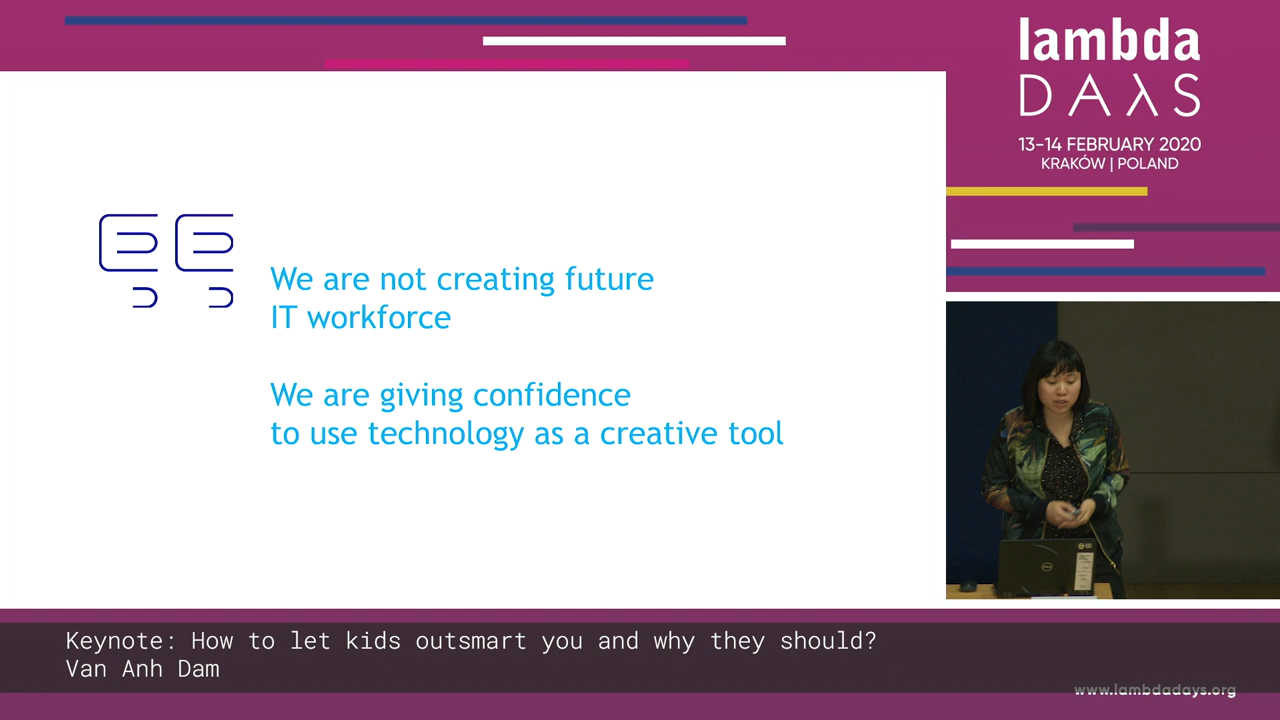 lambda
DAYS
13-14 FEBRUARY 2020
KRAKÓW | POLAND
We are not creating future
IT workforce
We are giving confidence
to use technology as a creative tool
Keynote: How to let kids outsmart you and why they should?
Van Anh Dam
www.lambdadays.org